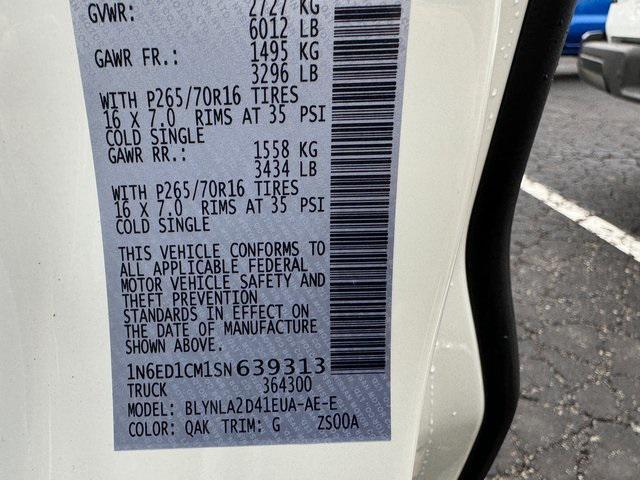 GVWR: 2727 KG
6012 LB
GAWR FR.: 1495 KG
3296 LB
WITH P265/70R16 TIRES
16 X 7.0 RIMS AT 35 PSI
COLD SINGLE
GAWR RR.: 1558 KG
3434 LB
WITH P265/70R16 TIRES
16 X 7.0 RIMS AT 35 PSI
COLD SINGLE
THIS VEHICLE CONFORMS TO
ALL APPLICABLE FEDERAL
MOTOR VEHICLE SAFETY AND
THEFT PREVENTION
STANDARDS IN EFFECT ON
THE DATE OF MANUFACTURE
SHOWN ABOVE.
1N6ED1CM1SN639313
TRUCK 364300
MODEL: BLYNLA2D41EUA-AE-E
COLOR: QAK TRIM: G ZS00A